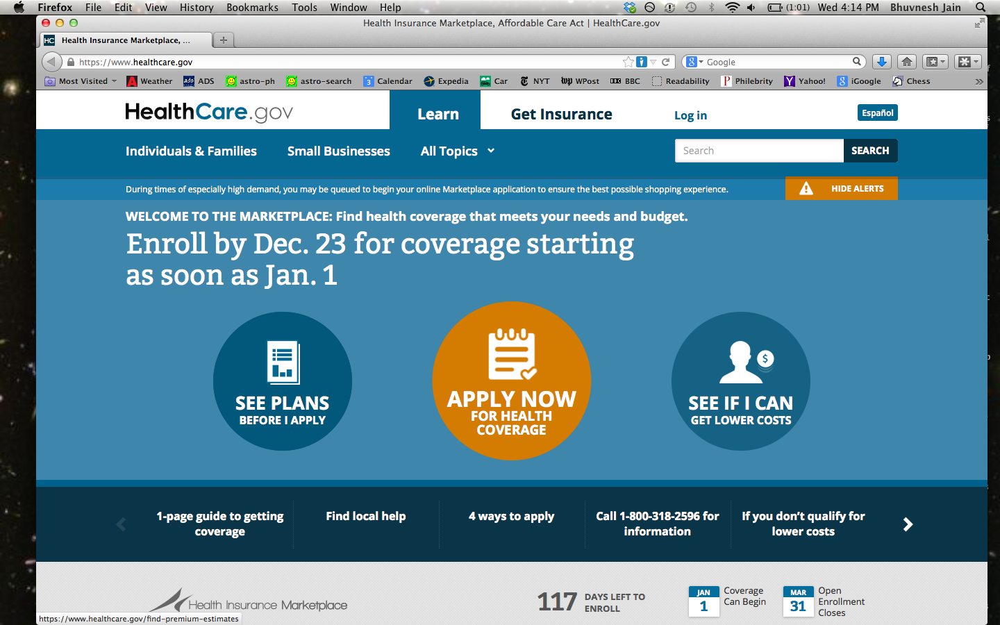 Firefox File Edit View History Bookmarks Tools Window Help (1:01) Wed 4:14 PM Bhuvnesh Jain
Health Insurance Marketplace, Affordable Care Act | HealthCare.gov
HC Health Insurance Marketplace, ...
https://www.healthcare.gov
Google
Most Visited Weather ADS astro-ph astro-search Calendar Expedia Car NYT WPost BBC Readability Philebrity Yahoo! iGoogle Chess
HealthCare.gov Learn Get Insurance Log in Español
Individuals & Families Small Businesses All Topics Search SEARCH
During times of especially high demand, you may be queued to begin your online Marketplace application to ensure the best possible shopping experience. HIDE ALERTS
WELCOME TO THE MARKETPLACE: Find health coverage that meets your needs and budget.
Enroll by Dec. 23 for coverage starting
as soon as Jan. 1
SEE PLANS
BEFORE I APPLY
APPLY NOW
FOR HEALTH
COVERAGE
$
SEE IF I CAN
GET LOWER COSTS
1-page guide to getting
coverage
Find local help
4 ways to apply
Call 1-800-318-2596 for
information
If you don't qualify for
lower costs
Health Insurance Marketplace
117 DAYS LEFT TO
ENROLL
JAN
1
Coverage
Can Begin
MAR
31
Open
Enrollment
Closes
https://www.healthcare.gov/find-premium-estimates